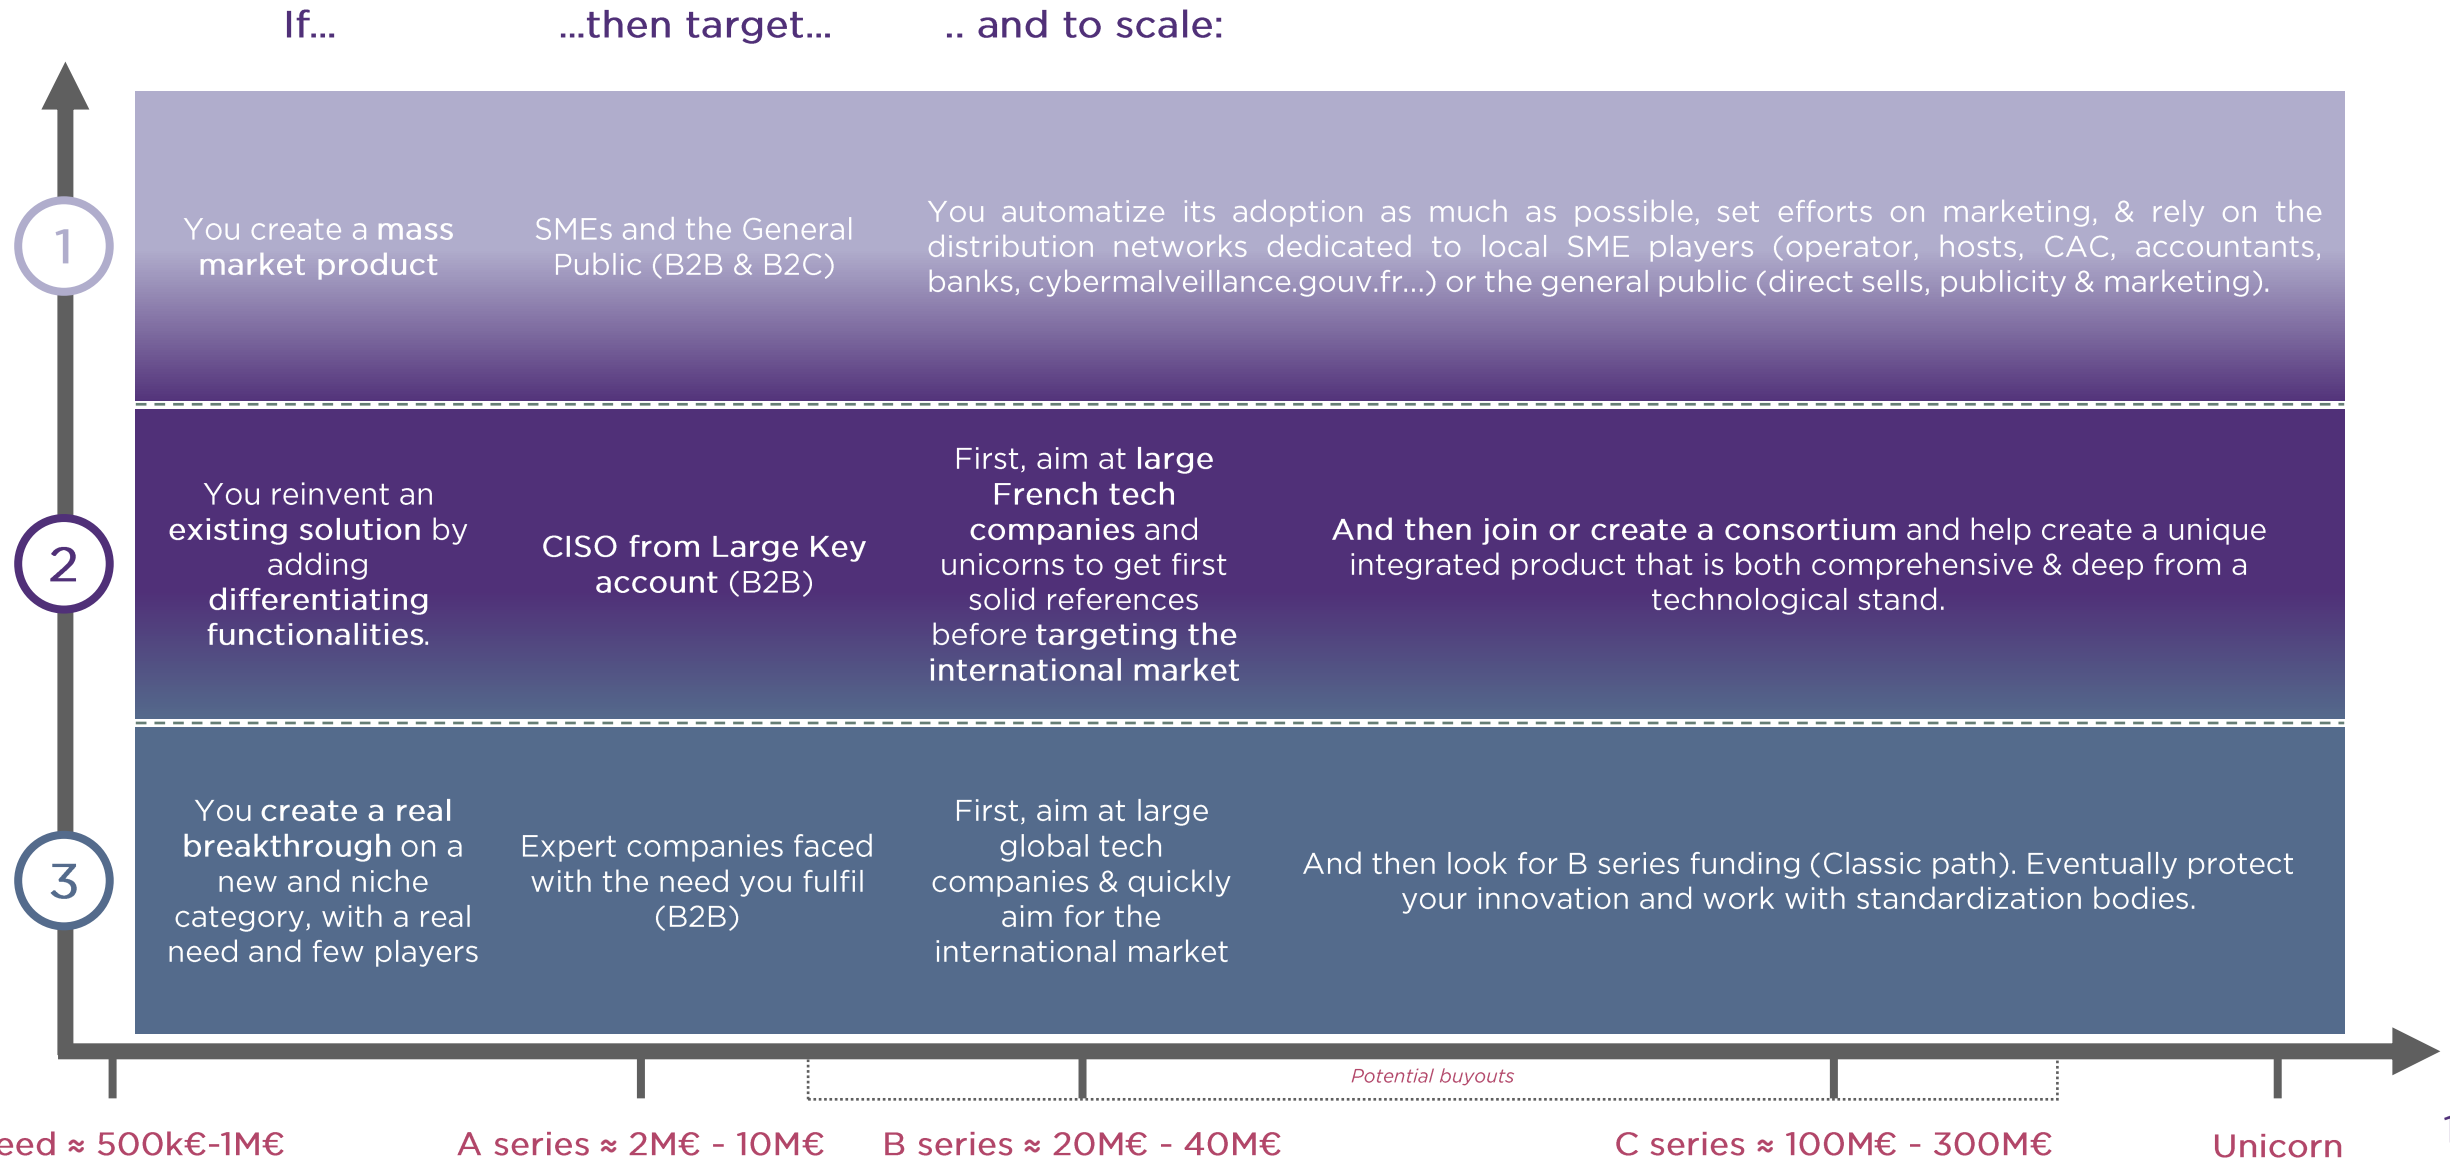 If...
...then target...
.. and to scale:
1
You create a mass
market product
SMEs and the General
Public (B2B & B2C)
You automatize its adoption as much as possible, set efforts on marketing, & rely on the
distribution networks dedicated to local SME players (operator, hosts, CAC, accountants,
banks, cybermalveillance.gouv.fr...) or the general public (direct sells, publicity & marketing).
2
You reinvent an
existing solution by
adding
differentiating
functionalities.
CISO from Large Key
account (B2B)
First, aim at large
French tech
companies and
unicorns to get first
solid references
before targeting the
international market
And then join or create a consortium and help create a unique
integrated product that is both comprehensive & deep from a
technological stand.
3
You create a real
breakthrough on a
new and niche
category, with a real
need and few players
Expert companies faced
with the need you fulfil
(B2B)
First, aim at large
global tech
companies & quickly
aim for the
international market
And then look for B series funding (Classic path). Eventually protect
your innovation and work with standardization bodies.
Potential buyouts
eed ≈ 500k€-1M€
A series ≈ 2M€ - 10M€
B series ≈ 20M€ - 40M€
C series ≈ 100M€ - 300M€
Unicorn